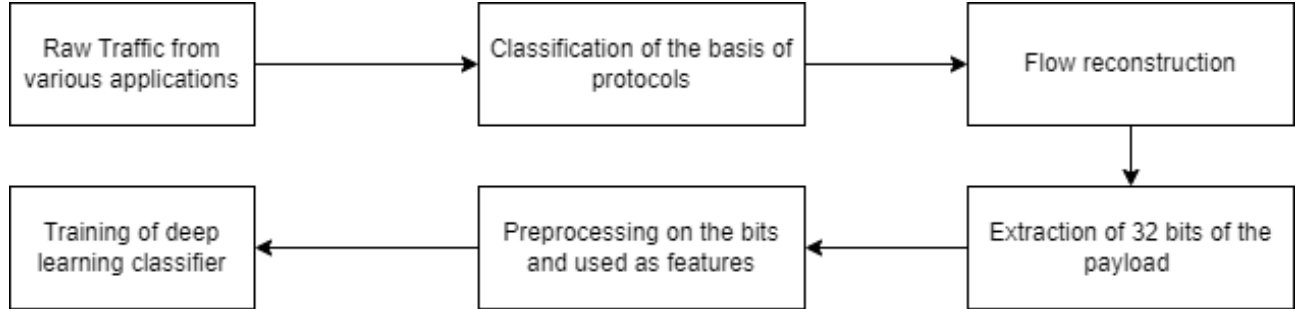 Raw Traffic from
various applications
Classification of the basis of
protocols
Flow reconstruction
Extraction of 32 bits of the
payload
Preprocessing on the bits
and used as features
Training of deep
learning classifier